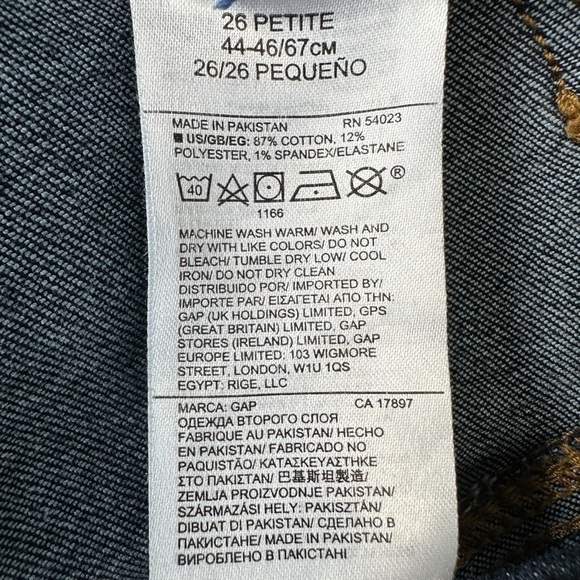 26 PETITE
44-46/67CM
26/26 PEQUEÑO
MADE IN PAKISTAN RN 54023
US/GB/EG: 87% COTTON, 12%
POLYESTER, 1% SPANDEX/ELASTANE
40 ®
1166
MACHINE WASH WARM/ WASH AND
DRY WITH LIKE COLORS/ DO NOT
BLEACH/ TUMBLE DRY LOW/ COOL
IRON/ DO NOT DRY CLEAN
DISTRIBUIDO POR/ IMPORTED BY/
IMPORTE PAR/ ΕΙΣΑΓΕΤΑΙ ΑΠΟ ΤΗΝ:
GAP (UK HOLDINGS) LIMITED, GPS
(GREAT BRITAIN) LIMITED, GAP
STORES (IRELAND) LIMITED, GAP
EUROPE LIMITED: 103 WIGMORE
STREET, LONDON, W1U 1QS
EGYPT: RIGE, LLC
MARCA: GAP CA 17897
ОДЕЖДА ВТОРОГО СЛОЯ
FABRIQUE AU PAKISTAN/ HECHO
EN PAKISTAN/ FABRICADO NO
PAQUISTÃO/ ΚΑΤΑΣΚΕΥΑΣΤΗΚΕ
ΣΤΟ ΠΑΚΙΣΤΑΝ/ 巴基斯坦製造/
ZEMLJA PROIZVODNJE PAKISTAN/
SZÁRMAZÁSI HELY: PAKISZTÁN/
DIBUAT DI PAKISTAN/ СДЕЛАНО В
ПАКИСТАНЕ/ MADE IN PAKISTAN/
ВИРОБЛЕНО В ПАКИСТАНІ